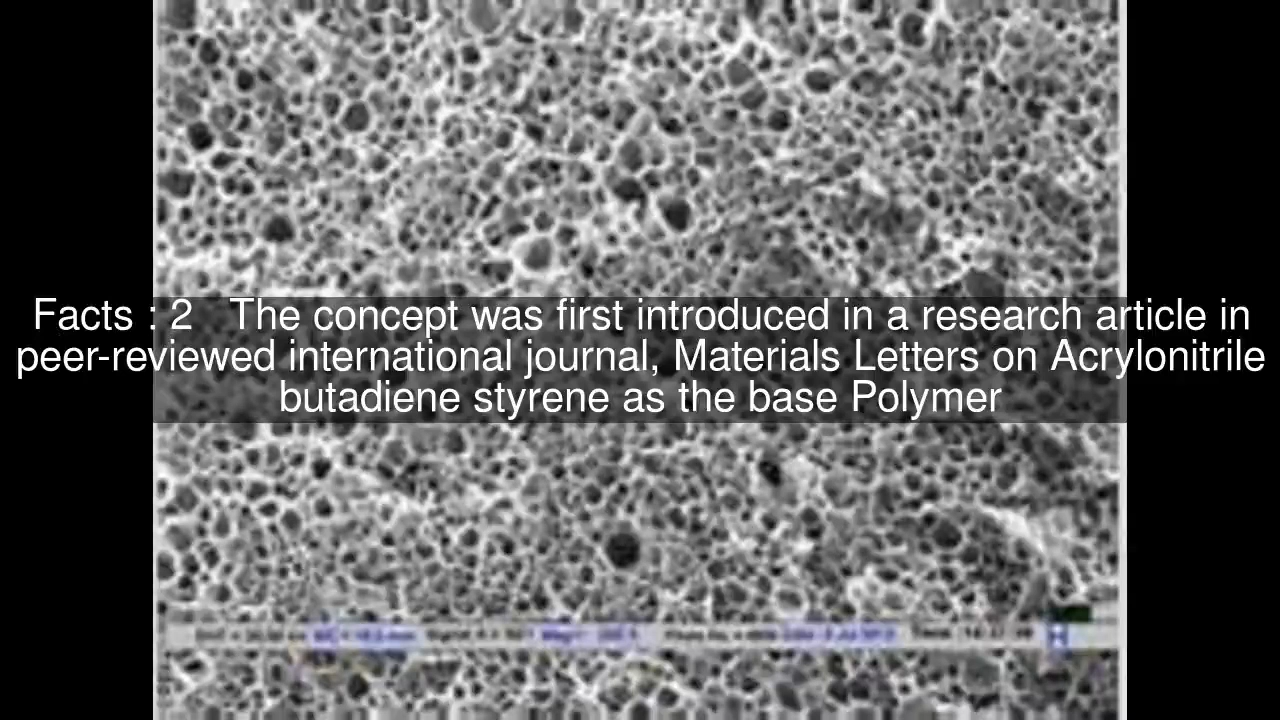 Facts : 2 The concept was first introduced in a research article in
peer-reviewed international journal, Materials Letters on Acrylonitrile
butadiene styrene as the base Polymer